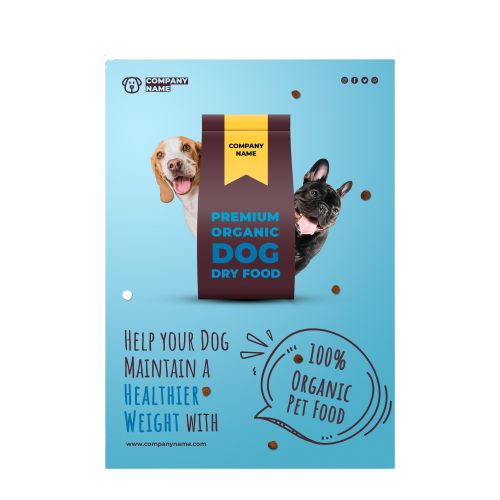 COMPANY
NAME
COMPANY
NAME
PREMIUM
ORGANIC
DOG
DRY FOOD
HELP YOUR DOG
MAINTAIN A
HEALTHIER
WEIGHT WITH
100%
ORGANIC
PET FOOD
www.companyname.com